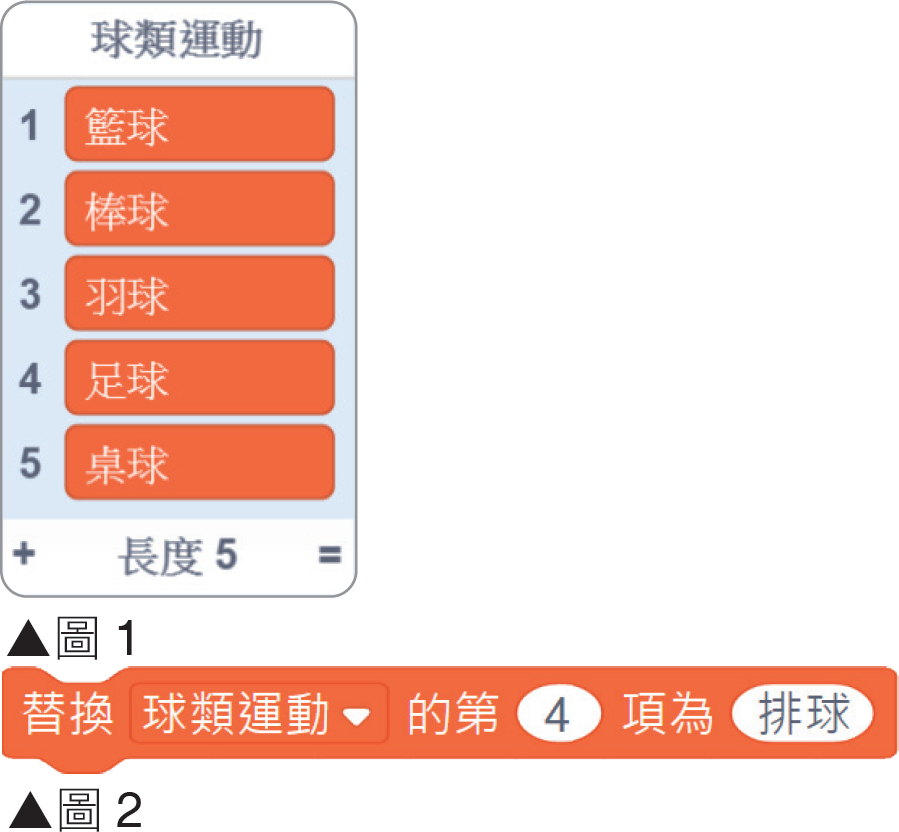 球類運動
1 籃球
2 棒球
3 羽球
4 足球
5 桌球
+ 長度 5 =
▲圖 1
替換 球類運動 的第 4 項為 排球
▲圖 2